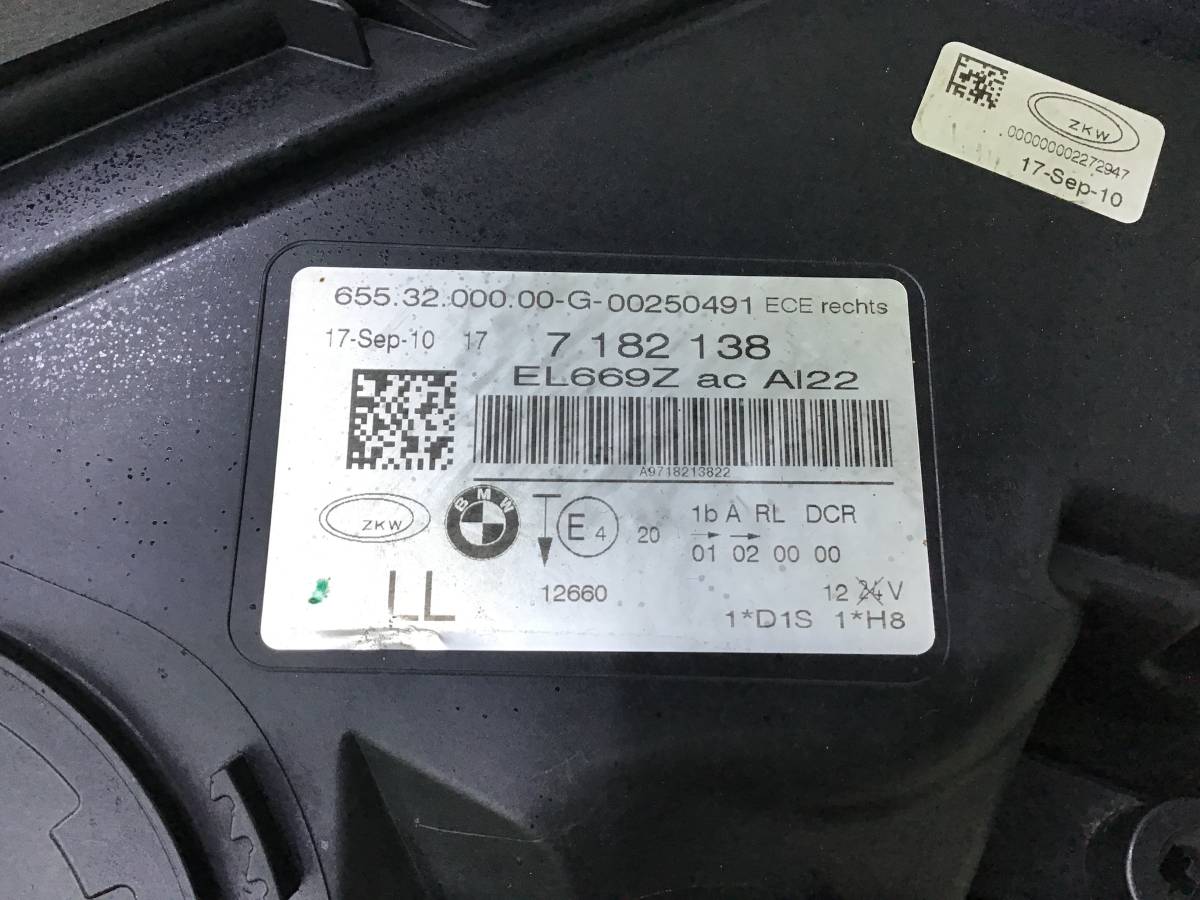 ZKW
000000002272947
17-Sep-10
655.32.000.00-G-00250491 ECE rechts
17-Sep-10 17 7 182 138
EL669Z ac AI22
A9718213822
ZKW BMW E4 20 1b A RL DCR
01 02 00 00
LL 12660 12 24 V
1*D1S 1*H8